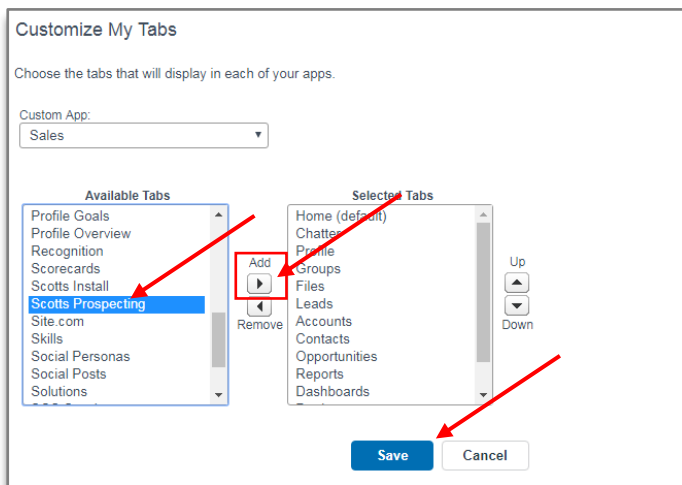 Customize My Tabs
Choose the tabs that will display in each of your apps.
Custom App:
Sales
Available Tabs
Profile Goals
Profile Overview
Recognition
Scorecards
Scotts Install
Scotts Prospecting
Site.com
Skills
Social Personas
Social Posts
Solutions
Add
Remove
Selected Tabs
Home (default)
Chatter
Profile
Groups
Files
Leads
Accounts
Contacts
Opportunities
Reports
Dashboards
Up
Down
Save
Cancel